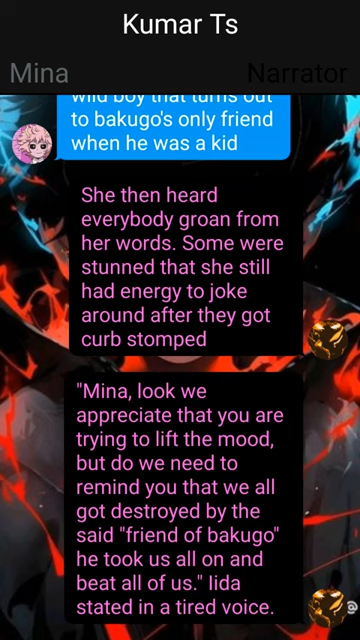 Kumar Ts
Mina
Narrator
wild boy that turns out
to bakugo's only friend
when he was a kid
She then heard
everybody groan from
her words. Some were
stunned that she still
had energy to joke
around after they got
curb stomped
"Mina, look we
appreciate that you are
trying to lift the mood,
but do we need to
remind you that we all
got destroyed by the
said "friend of bakugo"
he took us all on and
beat all of us." Iida
stated in a tired voice.
@